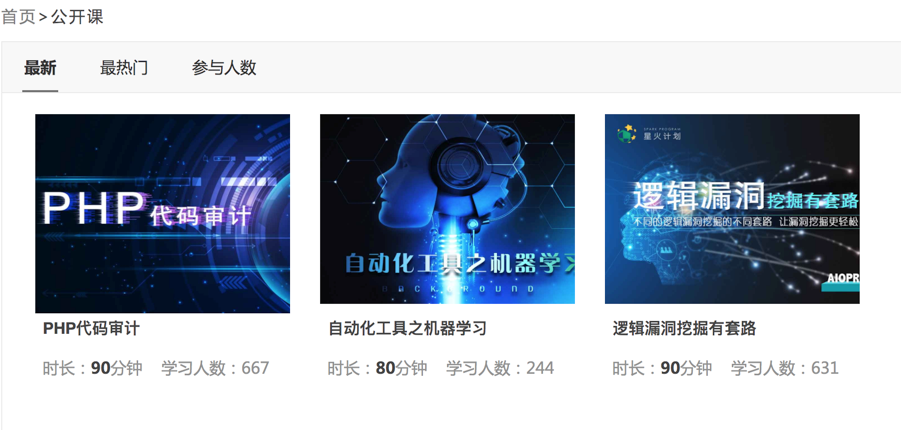 首页>公开课
最新 最热门 参与人数
PHP代码审计
自动化工具之机器学习
BACKGROUND
SPARK PROGRAM
星火计划
逻辑漏洞挖掘有套路
不同的逻辑漏洞挖掘的不同套路 让漏洞挖掘更轻松
AIOPR
PHP代码审计
时长：90分钟 学习人数：667
自动化工具之机器学习
时长：80分钟 学习人数：244
逻辑漏洞挖掘有套路
时长：90分钟 学习人数：631